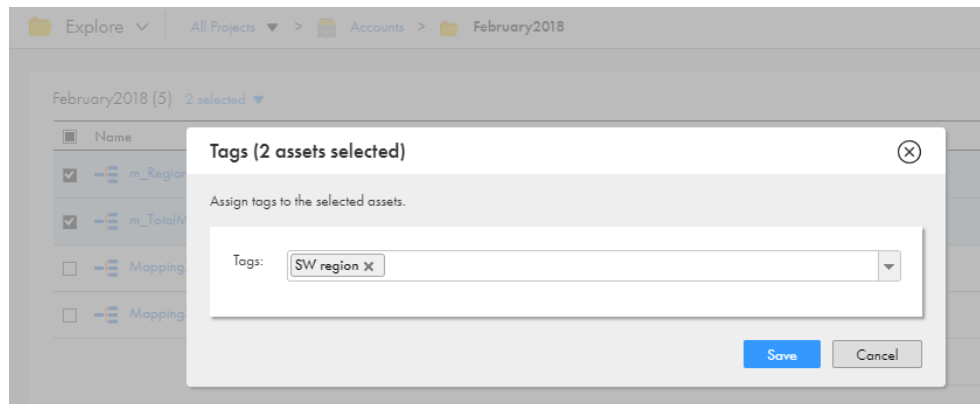 Explore All Projects > Accounts > February2018
February2018 (5) 2 selected
Name
Tags (2 assets selected)
m_Region
Assign tags to the selected assets.
m_TotalM
Tags: SW region
Mapping
Mapping
Save Cancel